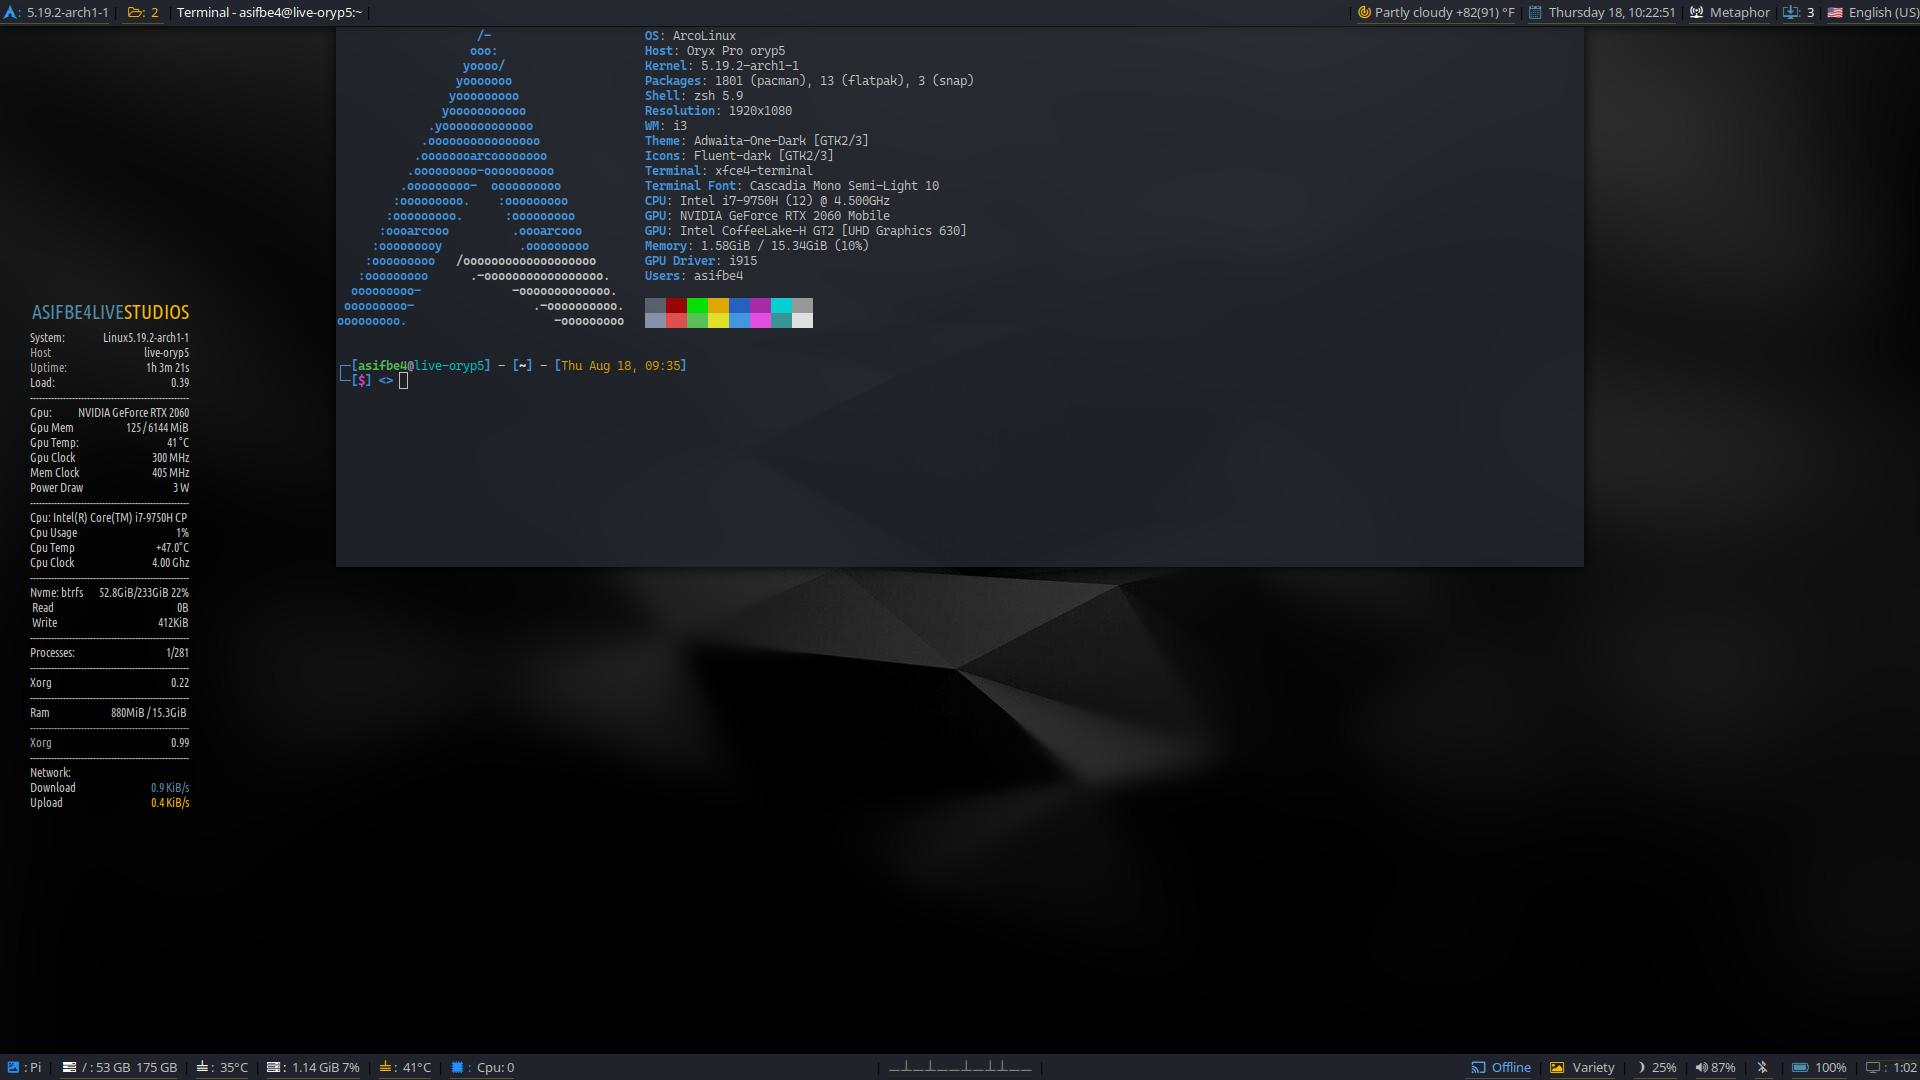 : 5.19.2-arch1-1 | : 2 | Terminal - asifbe4@live-oryp5:~ |
| Partly cloudy +82(91) °F | Thursday 18, 10:22:51 | Metaphor | : 3 | English (US)
/-
ooo:
yoooo/
yooooooo
yooooooooo
yooooooooooo
.yooooooooooooo
.oooooooooooooooo
.oooooooarcoooooooo
.ooooooooo-oooooooooo
.ooooooooo-  oooooooooo
:ooooooooo.    :ooooooooo
:ooooooooo.      :ooooooooo
:oooarcooo         .oooarcooo
:ooooooooy           .ooooooooo
:ooooooooo   /ooooooooooooooooooo
:ooooooooo      .-ooooooooooooooooo.
ooooooooo-             -ooooooooooooo.
ooooooooo-                 .-oooooooooo.
ooooooooo.                     -ooooooooo
OS: ArcoLinux
Host: Oryx Pro oryp5
Kernel: 5.19.2-arch1-1
Packages: 1801 (pacman), 13 (flatpak), 3 (snap)
Shell: zsh 5.9
Resolution: 1920x1080
WM: i3
Theme: Adwaita-One-Dark [GTK2/3]
Icons: Fluent-dark [GTK2/3]
Terminal: xfce4-terminal
Terminal Font: Cascadia Mono Semi-Light 10
CPU: Intel i7-9750H (12) @ 4.500GHz
GPU: NVIDIA GeForce RTX 2060 Mobile
GPU: Intel CoffeeLake-H GT2 [UHD Graphics 630]
Memory: 1.58GiB / 15.34GiB (10%)
GPU Driver: i915
Users: asifbe4
[asifbe4@live-oryp5] - [~] - [Thu Aug 18, 09:35]
[$] <>
ASIFBE4LIVESTUDIOS
System: Linux5.19.2-arch1-1
Host live-oryp5
Uptime: 1h 3m 21s
Load: 0.39
Gpu: NVIDIA GeForce RTX 2060
Gpu Mem 125 / 6144 MiB
Gpu Temp: 41°C
Gpu Clock 300 MHz
Mem Clock 405 MHz
Power Draw 3 W
Cpu: Intel(R) Core(TM) i7-9750H CP
Cpu Usage 1%
Cpu Temp +47.0°C
Cpu Clock 4.00 Ghz
Nvme: btrfs 52.8GiB/233GiB 22%
Read 0B
Write 412KiB
Processes: 1/281
Xorg 0.22
Ram 880MiB / 15.3GiB
Xorg 0.99
Network:
Download 0.9 KiB/s
Upload 0.4 KiB/s
: Pi | / : 53 GB 175 GB | : 35°C | : 1.14 GiB 7% | : 41°C | : Cpu: 0
Offline | Variety | 25% | 87% | | 100% | : 1:02